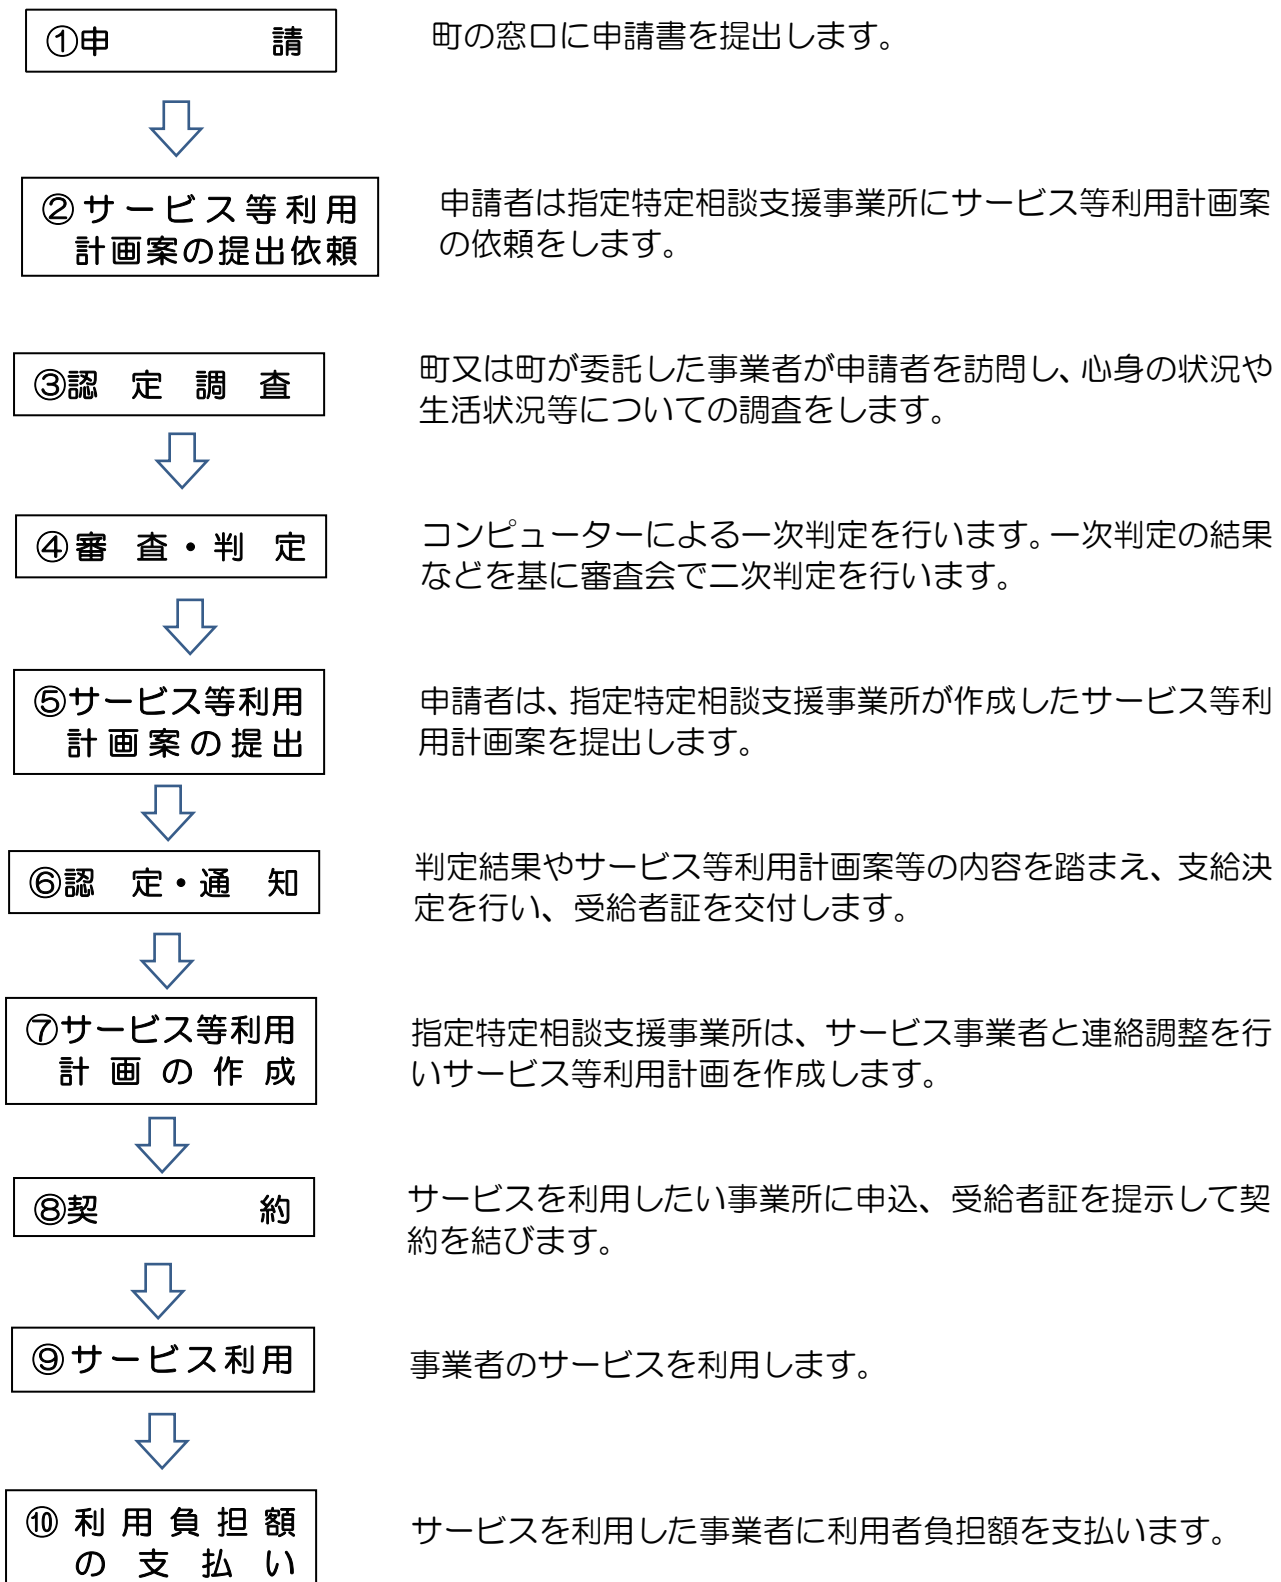 ①申請
町の窓口に申請書を提出します。
②サービス等利用
計画案の提出依頼
申請者は指定特定相談支援事業所にサービス等利用計画案
の依頼をします。
③認定調査
町又は町が委託した事業者が申請者を訪問し、心身の状況や
生活状況等についての調査をします。
④審査・判定
コンピューターによる一次判定を行います。一次判定の結果
などを基に審査会で二次判定を行います。
⑤サービス等利用
計画案の提出
申請者は、指定特定相談支援事業所が作成したサービス等利
用計画案を提出します。
⑥認定・通知
判定結果やサービス等利用計画案等の内容を踏まえ、支給決
定を行い、受給者証を交付します。
⑦サービス等利用
計画の作成
指定特定相談支援事業所は、サービス事業者と連絡調整を行
いサービス等利用計画を作成します。
⑧契約
サービスを利用したい事業所に申込、受給者証を提示して契
約を結びます。
⑨サービス利用
事業者のサービスを利用します。
⑩利用負担額
の支払い
サービスを利用した事業者に利用者負担額を支払います。